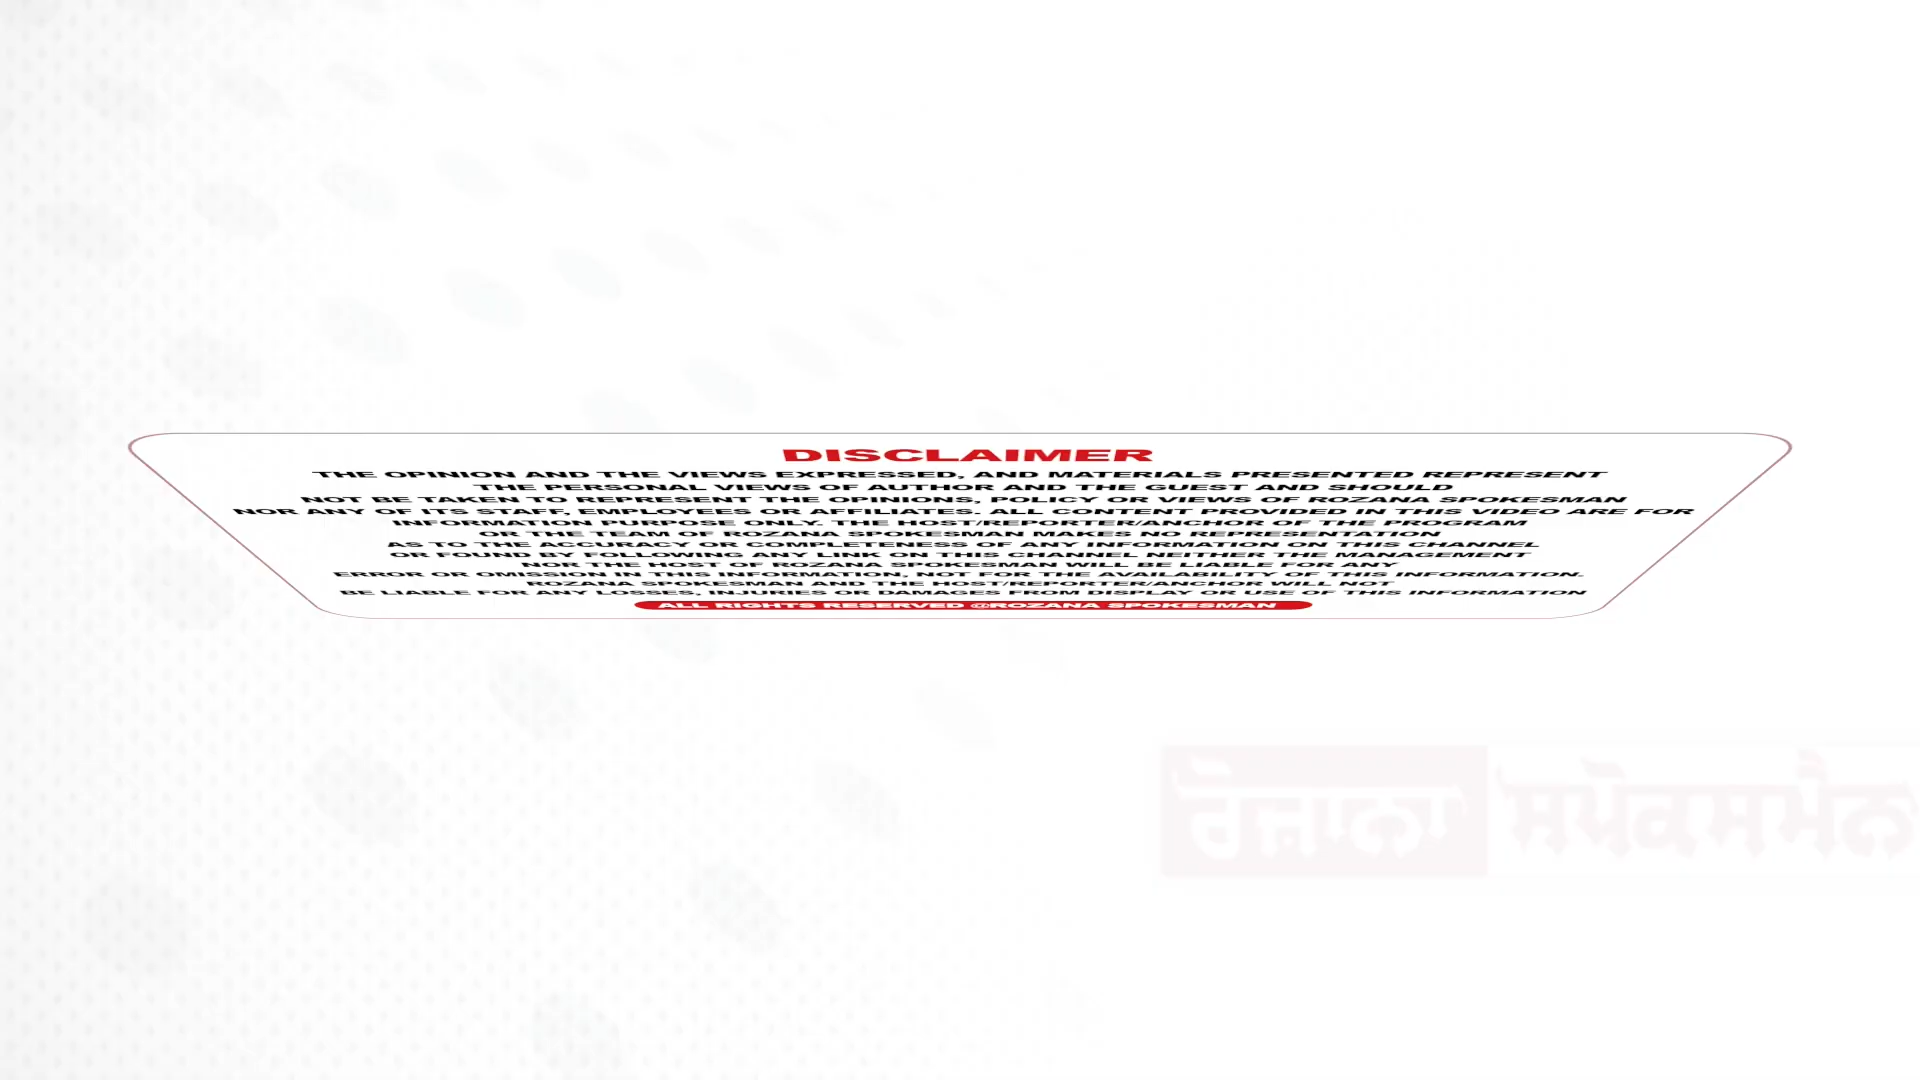 DISCLAIMER
THE OPINION AND THE VIEWS EXPRESSED, AND MATERIALS PRESENTED REPRESENT
THE PERSONAL VIEWS OF AUTHOR AND THE GUEST AND SHOULD
NOT BE TAKEN TO REPRESENT THE OPINIONS, POLICY OR VIEWS OF ROZANA SPOKESMAN
NOR ANY OF ITS STAFF, EMPLOYEES OR AFFILIATES. ALL CONTENT PROVIDED IN THIS VIDEO ARE FOR
INFORMATION PURPOSE ONLY. THE HOST/REPORTER/ANCHOR OF THE PROGRAM
OR THE TEAM OF ROZANA SPOKESMAN MAKES NO REPRESENTATION
AS TO THE ACCURACY OR COMPLETENESS OF ANY INFORMATION ON THIS CHANNEL
OR FOUND BY FOLLOWING ANY LINK ON THIS CHANNEL NEITHER THE MANAGEMENT
NOR THE HOST OF ROZANA SPOKESMAN WILL BE LIABLE FOR ANY
ERROR OR OMISSION IN THIS INFORMATION, NOT FOR THE AVAILABILITY OF THIS INFORMATION.
ROZANA SPOKESMAN AND THE HOST/REPORTER/ANCHOR WILL NOT
BE LIABLE FOR ANY LOSSES, INJURIES OR DAMAGES FROM DISPLAY OR USE OF THIS INFORMATION
ALL RIGHTS RESERVED @ROZANA SPOKESMAN
ਰੋਜ਼ਾਨਾ ਸਪੋਕਸਮੈਨ